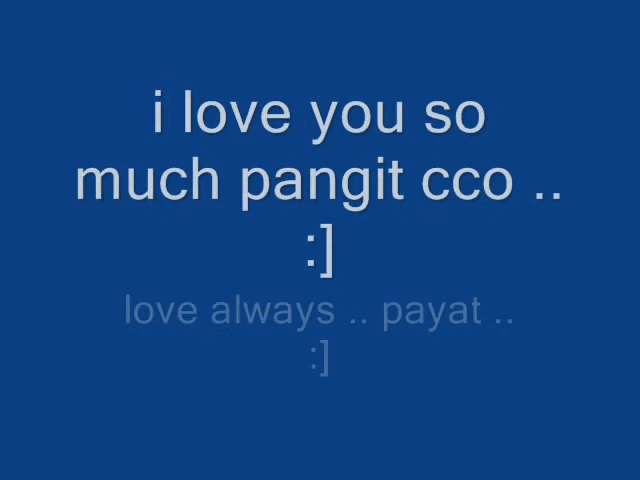 i love you so
much pangit cco ..
:]
love always .. payat ..
:]